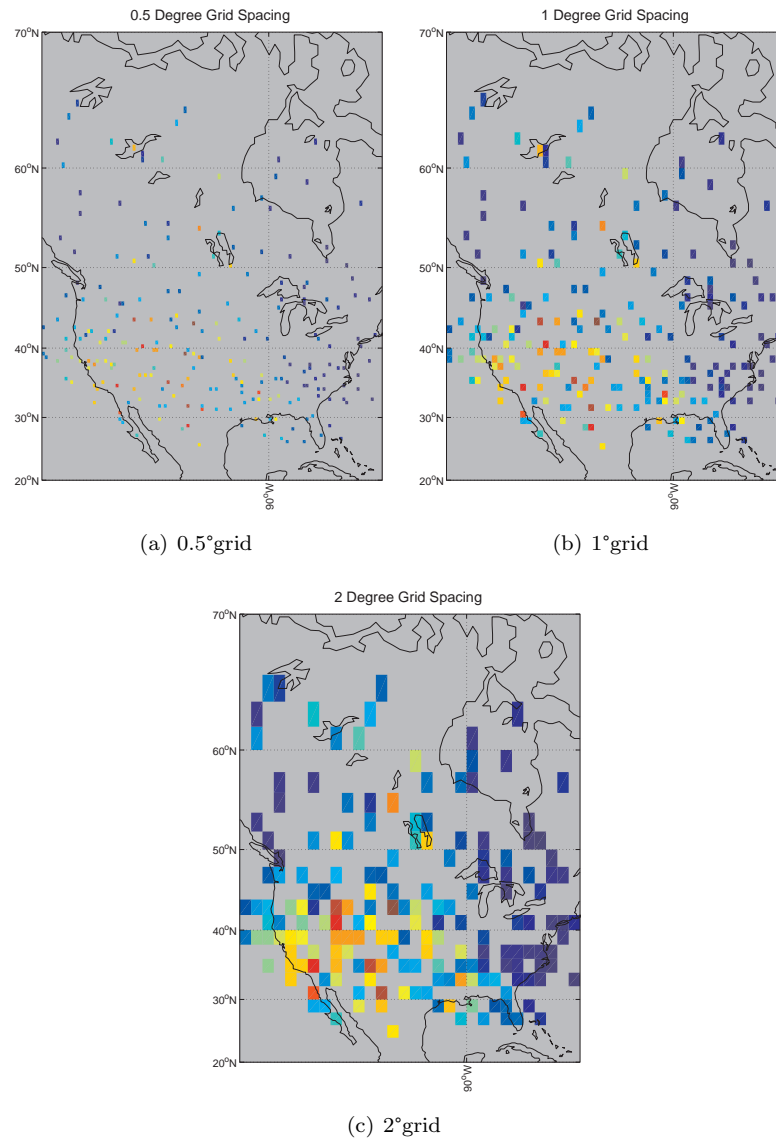 0.5 Degree Grid Spacing
1 Degree Grid Spacing
70°N
60°N
50°N
40°N
30°N
20°N
90°W
70°N
60°N
50°N
40°N
30°N
20°N
90°W
(a) 0.5°grid
(b) 1°grid
2 Degree Grid Spacing
70°N
60°N
50°N
40°N
30°N
20°N
90°W
(c) 2°grid